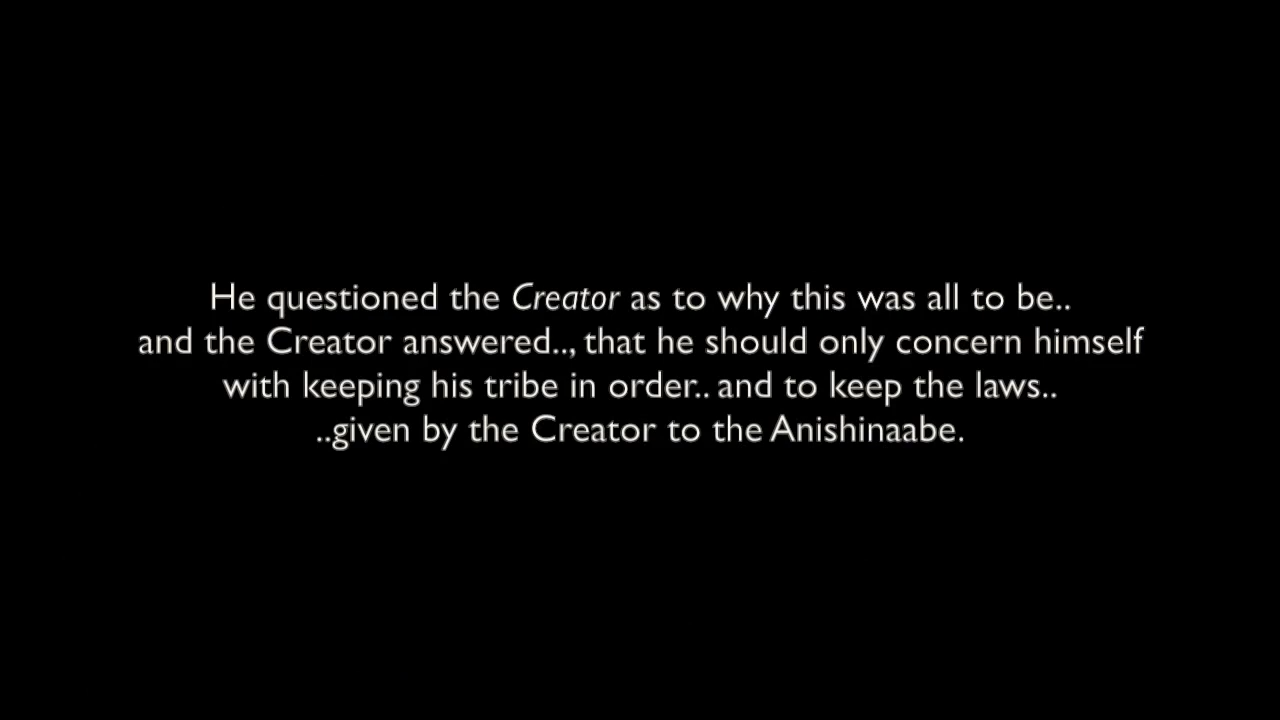 He questioned the Creator as to why this was all to be..
and the Creator answered.., that he should only concern himself
with keeping his tribe in order.. and to keep the laws..
..given by the Creator to the Anishinaabe.